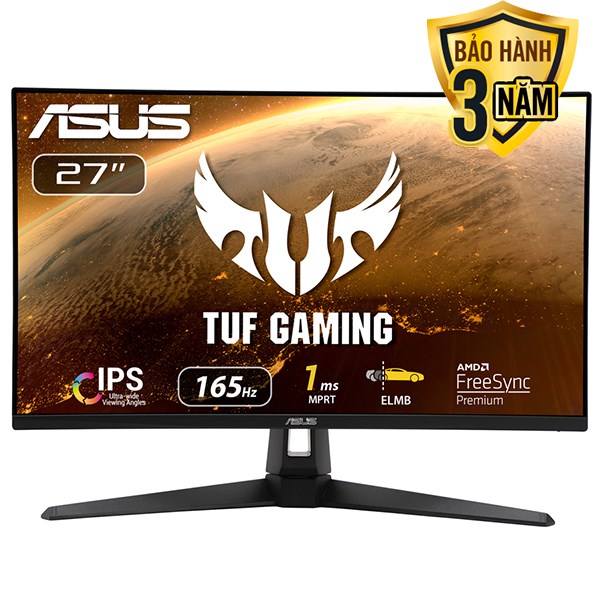 BẢO HÀNH
3 NĂM
ASUS
27"
TUF GAMING
IPS
Ultra-wide
Viewing Angles
165Hz
1ms
MPRT
ELMB
AMD
FreeSync
Premium
ASUS